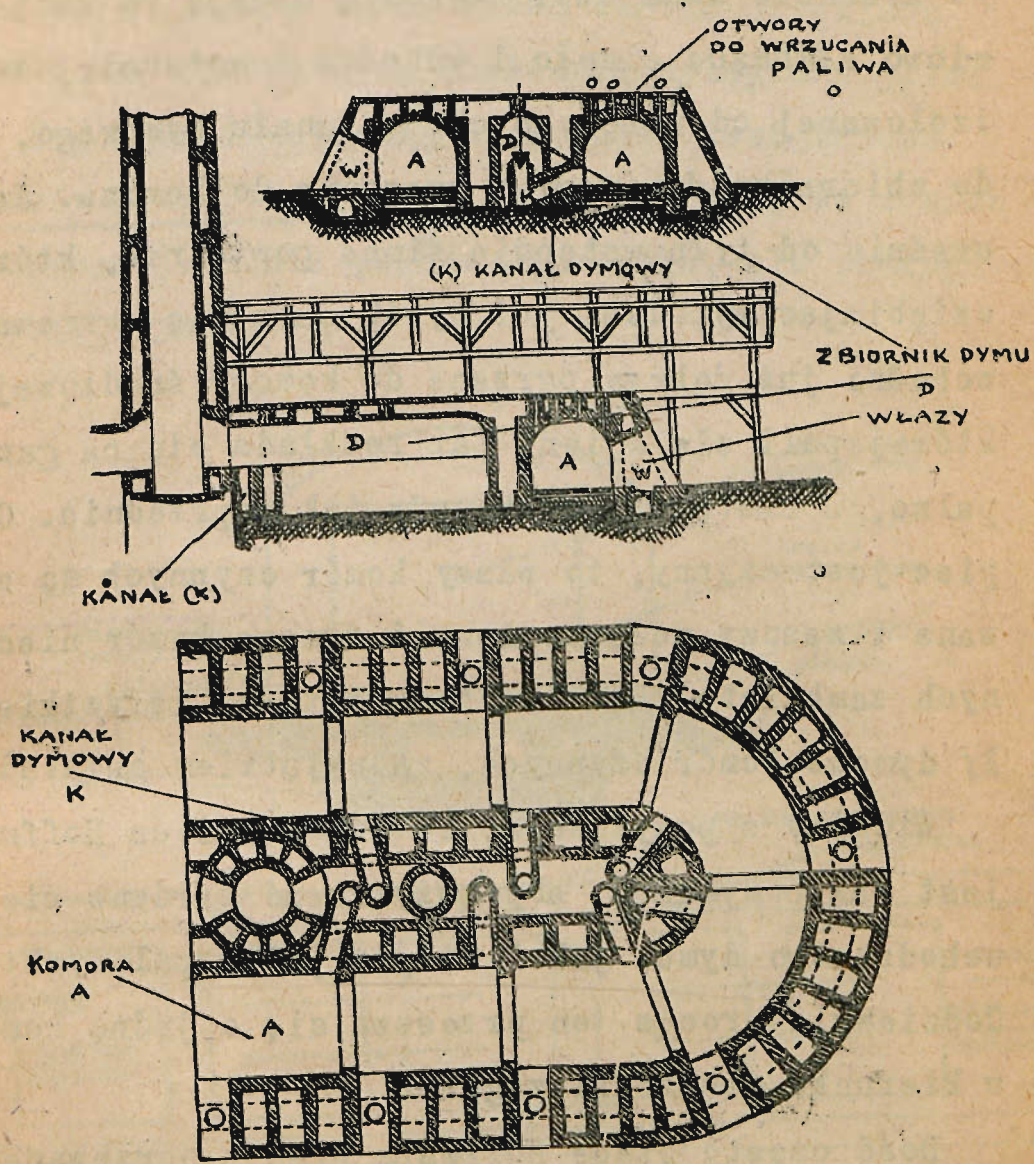 OTWORY
DO WRZUCANIA
PALIWA
A
D
A
W
(K) KANAŁ DYMOWY
ZBIORNIK DYMU
D
WŁAZY
D
A
W
KANAŁ (K)
KANAŁ
DYMOWY
K
KOMORA
A
A